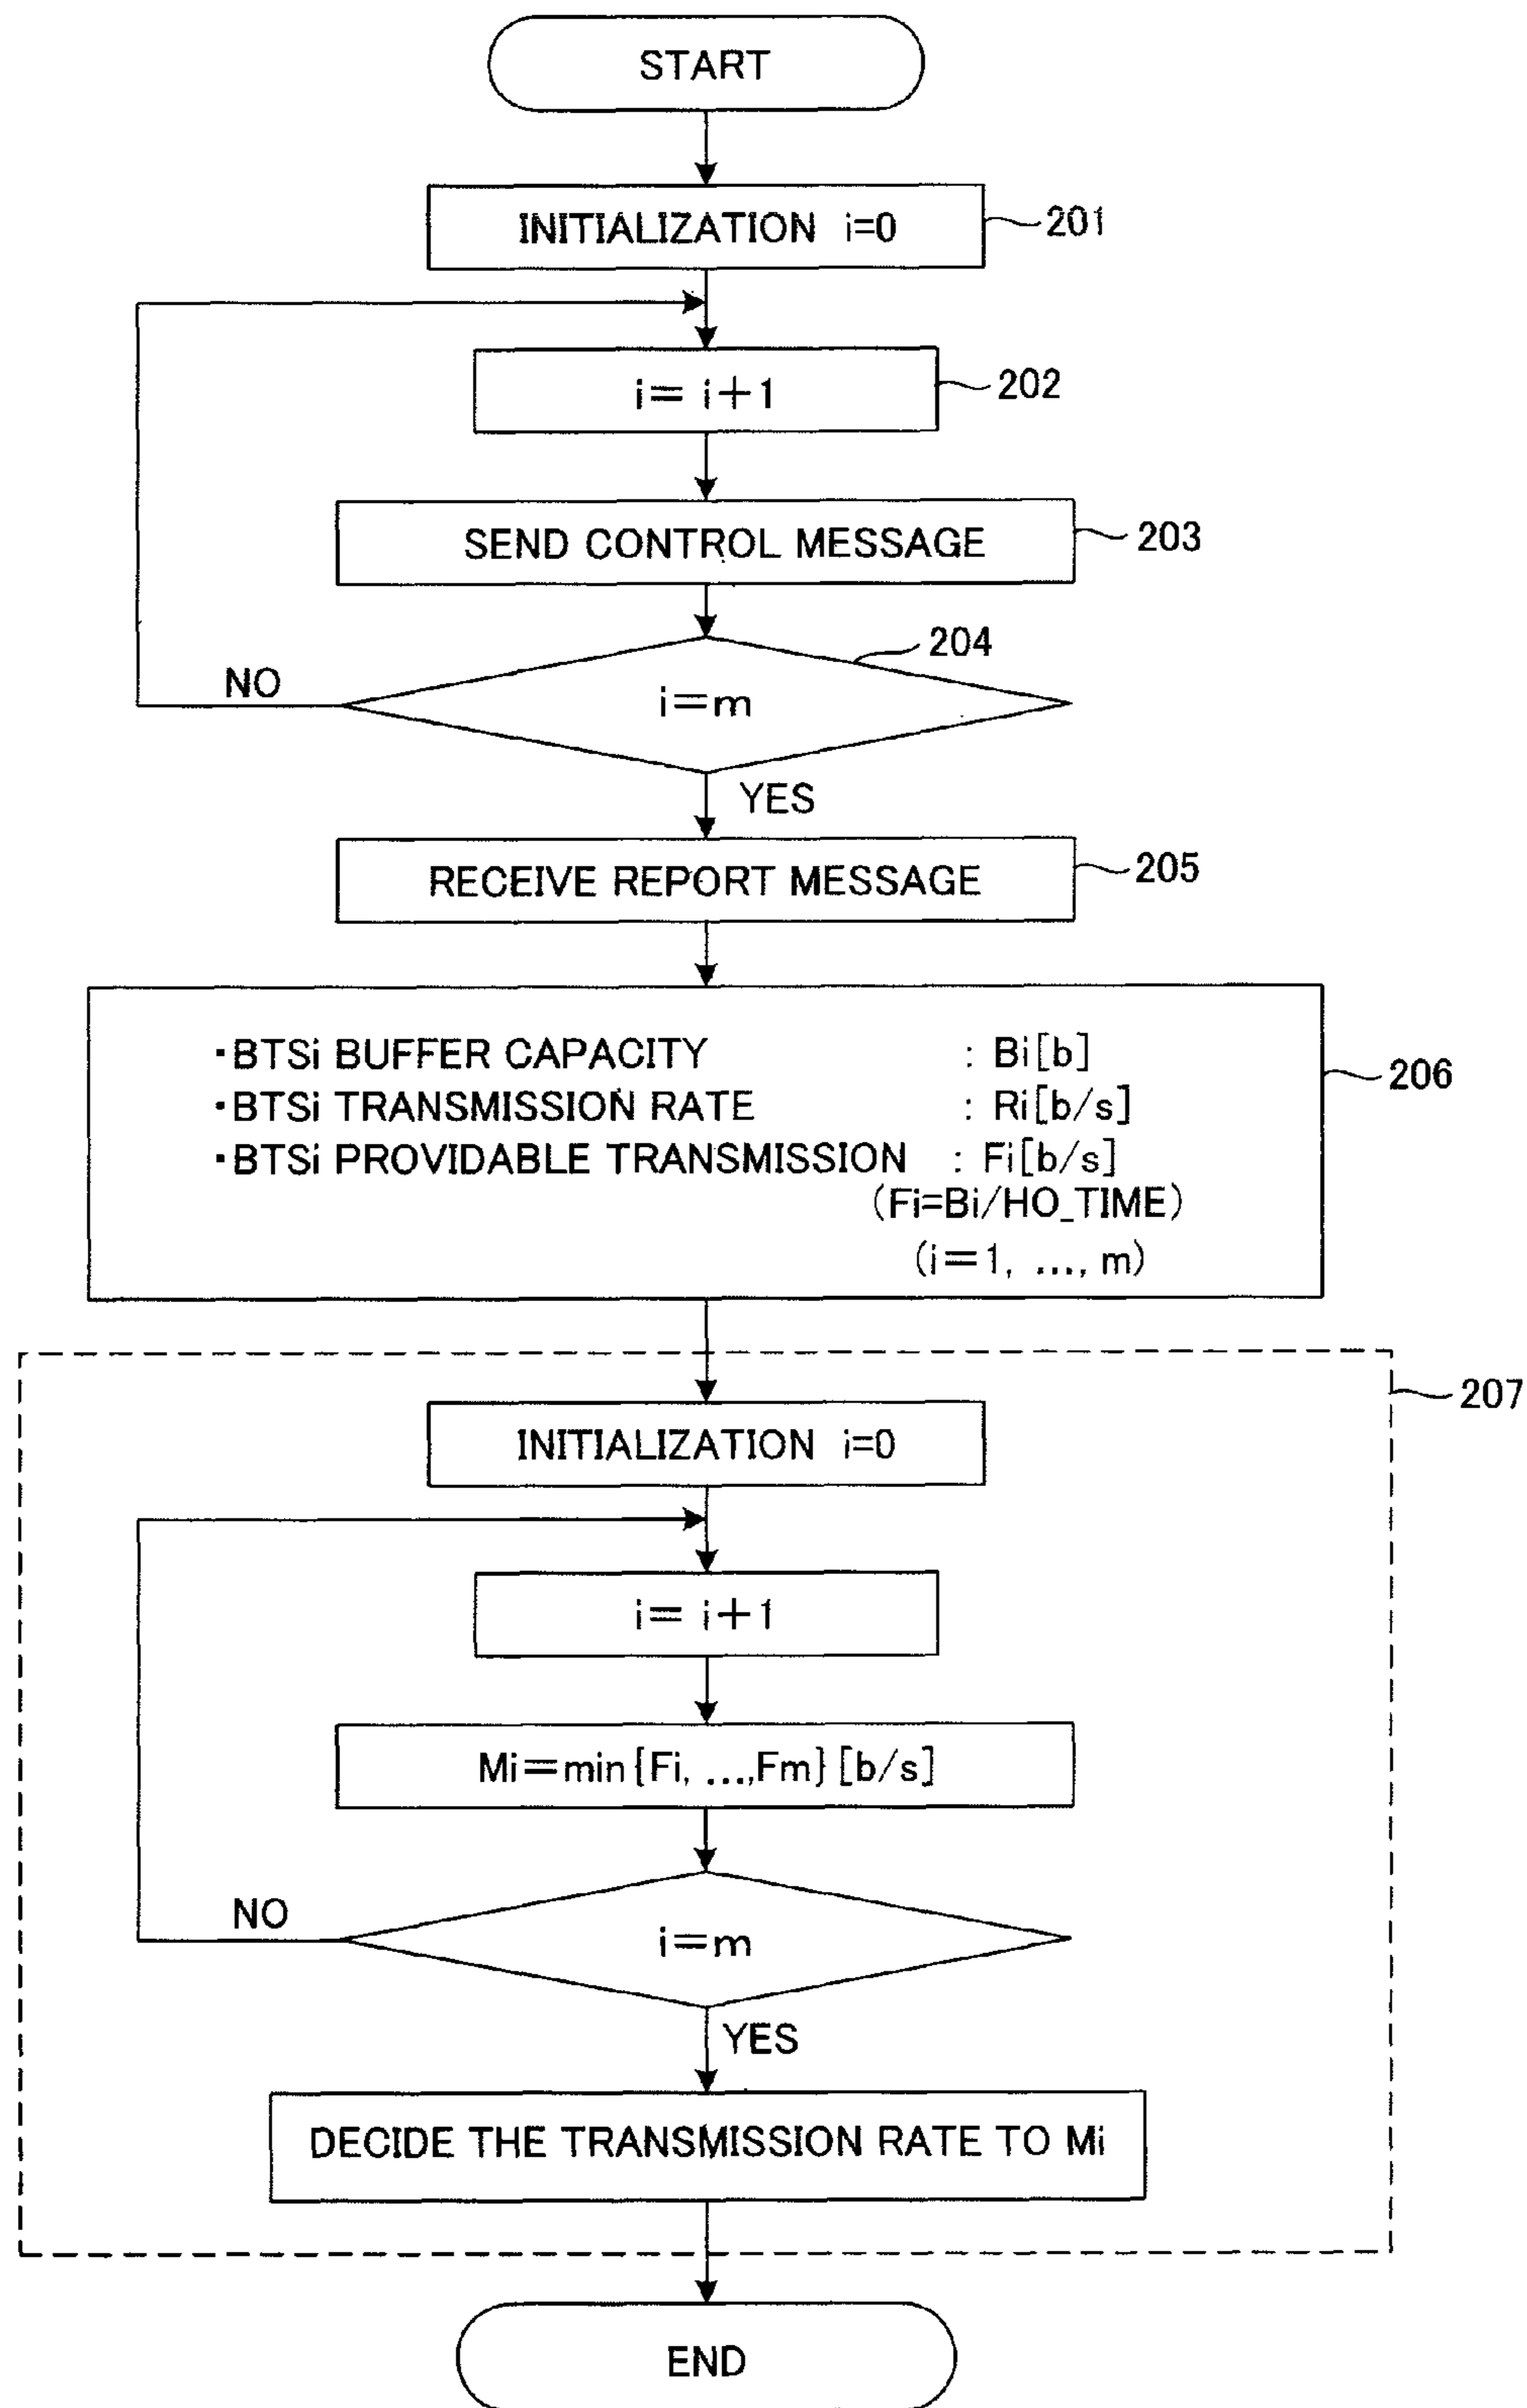 START
INITIALIZATION i=0
201
i= i+1
202
SEND CONTROL MESSAGE
203
204
i=m
NO
YES
RECEIVE REPORT MESSAGE
205
・BTSi BUFFER CAPACITY : Bi[b]
・BTSi TRANSMISSION RATE : Ri[b/s]
・BTSi PROVIDABLE TRANSMISSION : Fi[b/s]
(Fi=Bi/HO_TIME)
(i=1, ..., m)
206
207
INITIALIZATION i=0
i= i+1
Mi=min{Fi, ...,Fm}[b/s]
i=m
NO
YES
DECIDE THE TRANSMISSION RATE TO Mi
END